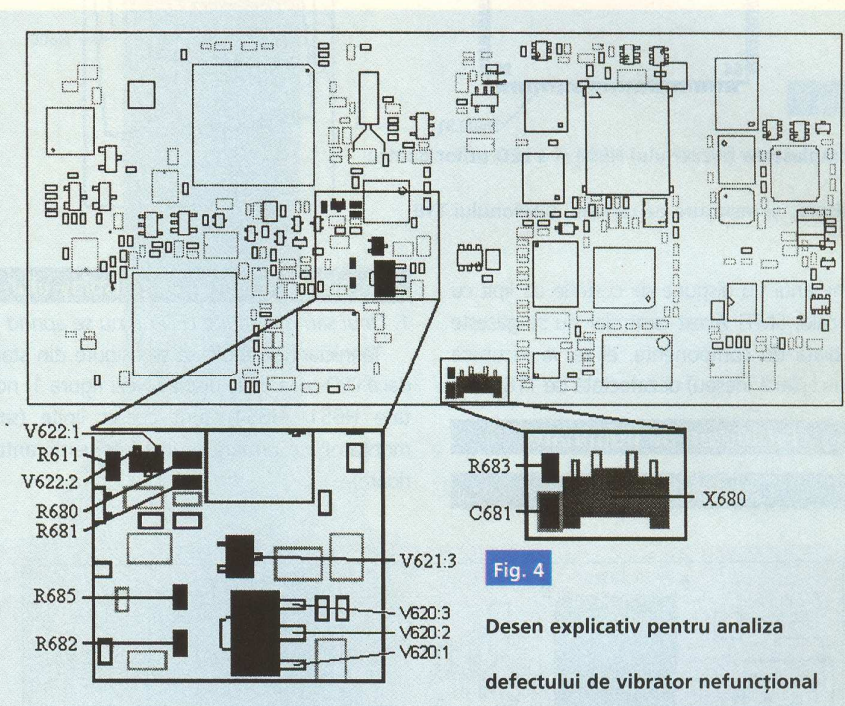 V622:1
R611
V622:2
R680
R681
R685
R682
V621:3
V620:3
V620:2
V620:1
R683
C681
X680
Fig. 4
Desen explicativ pentru analiza
defectului de vibrator nefuncțional